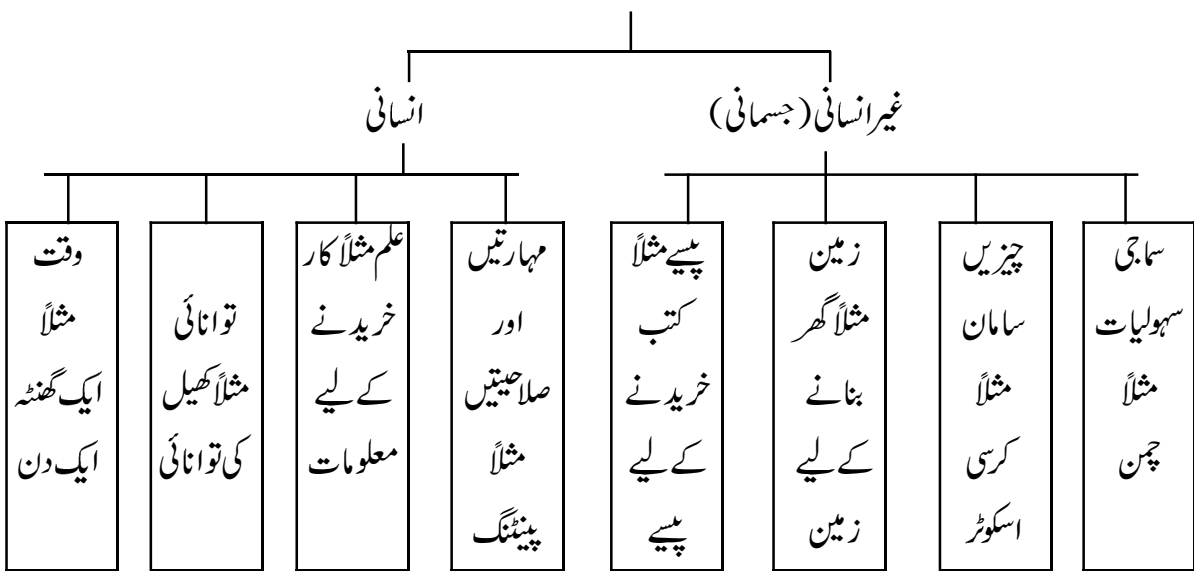 غیرانسانی (جسمانی)
انسانی
سماجی
سہولیات
مثلاً
چمن
چیزیں
سامان
مثلاً
کرسی
اسکوٹر
زمین
مثلاً گھر
بنانے
کے لیے
زمین
پیسے مثلاً
کتب
خریدنے
کے لیے
پیسے
مہارتیں
اور
صلاحیتیں
مثلاً
پینٹنگ
علم مثلاً کار
خریدنے
کے لیے
معلومات
توانائی
مثلاً کھیل
کی توانائی
وقت
مثلاً
ایک گھنٹہ
ایک دن